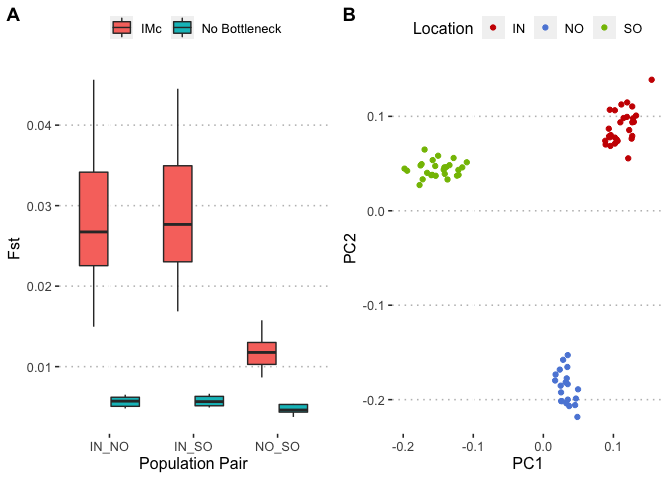 A
IMc No Bottleneck
Fst
0.04
0.03
0.02
0.01
IN_NO IN_SO NO_SO
Population Pair
B
Location IN NO SO
PC2
0.1
0.0
-0.1
-0.2
-0.2 -0.1 0.0 0.1
PC1